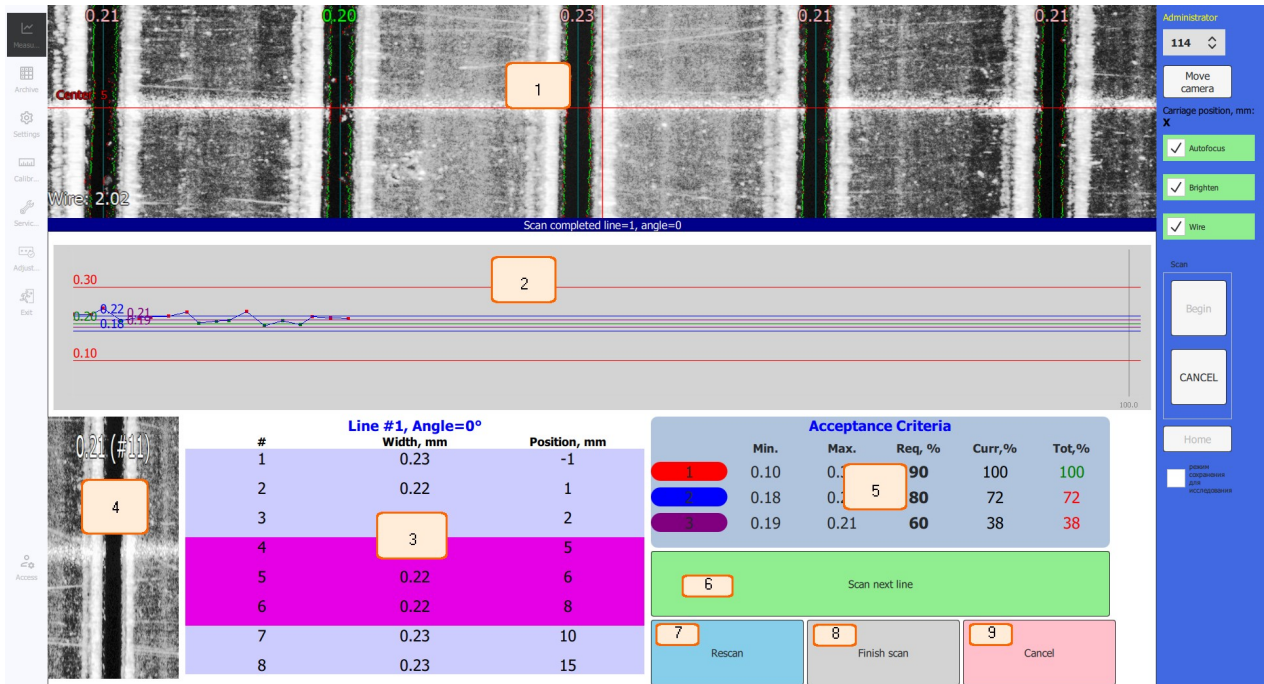 Measu...
Archive
Settings
Calibr...
Servic...
Adjust...
Exit
Access
0.21 0.20 0.23 0.21 0.21
Center: 5
1
Wire: 2.02
Scan completed line=1, angle=0
2
0.30
0.20 0.22 0.21
0.18 0.19
0.10
100.0
0.21 (#11)
4
Line #1, Angle=0°
# Width, mm Position, mm
1 0.23 -1
2 0.22 1
3 2
3
4 5
5 0.22 6
6 0.22 8
7 0.23 10
8 0.23 15
Acceptance Criteria
Min. Max. Req, % Curr,% Tot,%
1 0.10 90 100 100
2 0.18 80 72 72
3 0.19 0.21 60 38 38
5
6 Scan next line
7 Rescan
8 Finish scan
9 Cancel
Administrator
114
Move
camera
Carriage position, mm:
X
Autofocus
Brighten
Wire
Scan
Begin
CANCEL
Home
режим
сохранения
для
исследования